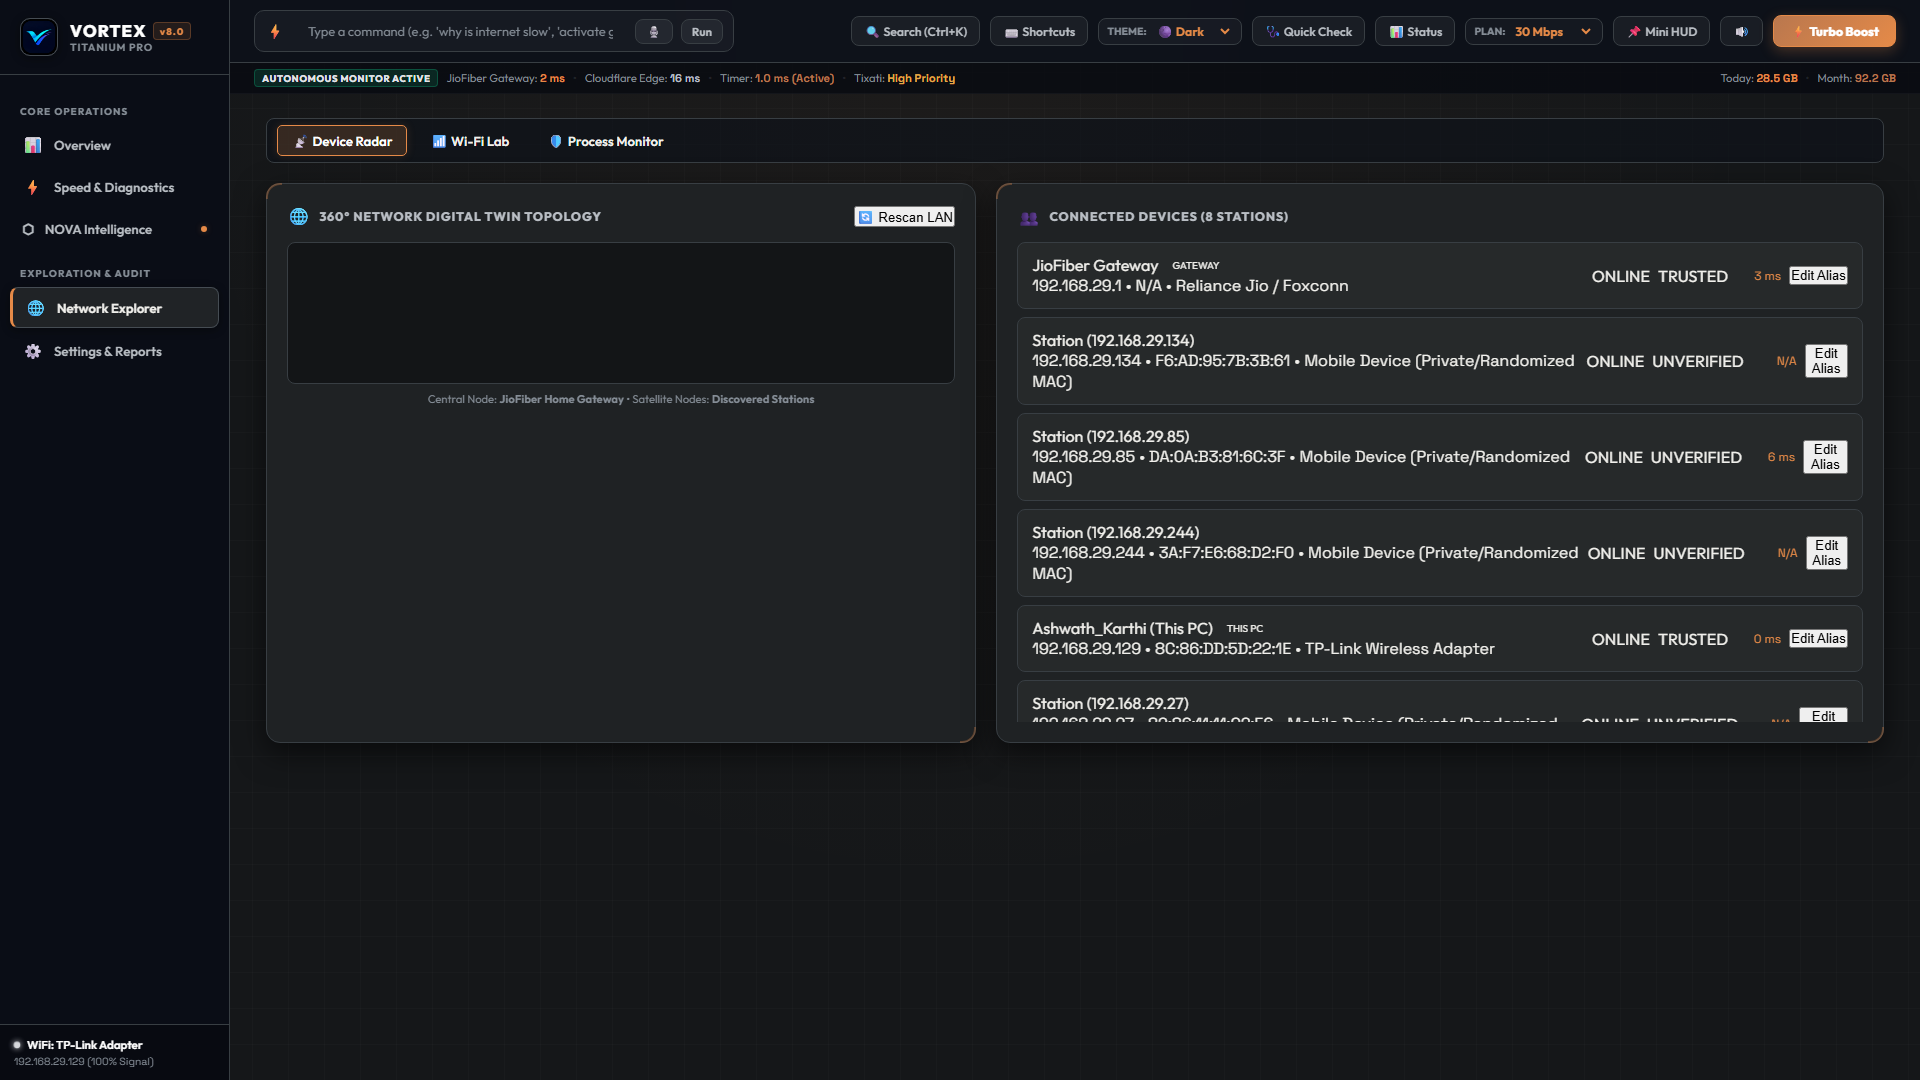 VORTEX v8.0
TITANIUM PRO
Type a command (e.g. 'why is internet slow', 'activate g
Run
Search (Ctrl+K)
Shortcuts
THEME: Dark
Quick Check
Status
PLAN: 30 Mbps
Mini HUD
Turbo Boost
AUTONOMOUS MONITOR ACTIVE JioFiber Gateway: 2 ms · Cloudflare Edge: 16 ms · Timer: 1.0 ms (Active) · Tixati: High Priority
Today: 28.5 GB · Month: 92.2 GB
CORE OPERATIONS
Overview
Speed & Diagnostics
NOVA Intelligence
EXPLORATION & AUDIT
Network Explorer
Settings & Reports
WiFi: TP-Link Adapter
192.168.29.129 (100% Signal)
Device Radar
Wi-Fi Lab
Process Monitor
360° NETWORK DIGITAL TWIN TOPOLOGY
Rescan LAN
Central Node: JioFiber Home Gateway • Satellite Nodes: Discovered Stations
CONNECTED DEVICES (8 STATIONS)
JioFiber Gateway GATEWAY
192.168.29.1 • N/A • Reliance Jio / Foxconn
ONLINE TRUSTED 3 ms Edit Alias
Station (192.168.29.134)
192.168.29.134 • F6:AD:95:7B:3B:61 • Mobile Device (Private/Randomized
MAC)
ONLINE UNVERIFIED N/A Edit
Alias
Station (192.168.29.85)
192.168.29.85 • DA:0A:B3:81:6C:3F • Mobile Device (Private/Randomized
MAC)
ONLINE UNVERIFIED 6 ms Edit
Alias
Station (192.168.29.244)
192.168.29.244 • 3A:F7:E6:68:D2:F0 • Mobile Device (Private/Randomized
MAC)
ONLINE UNVERIFIED N/A Edit
Alias
Ashwath_Karthi (This PC) THIS PC
192.168.29.129 • 8C:86:DD:5D:22:1E • TP-Link Wireless Adapter
ONLINE TRUSTED 0 ms Edit Alias
Station (192.168.29.27)
192.168.29.27 • Mobile Device (Private/Randomized
ONLINE UNVERIFIED N/A Edit